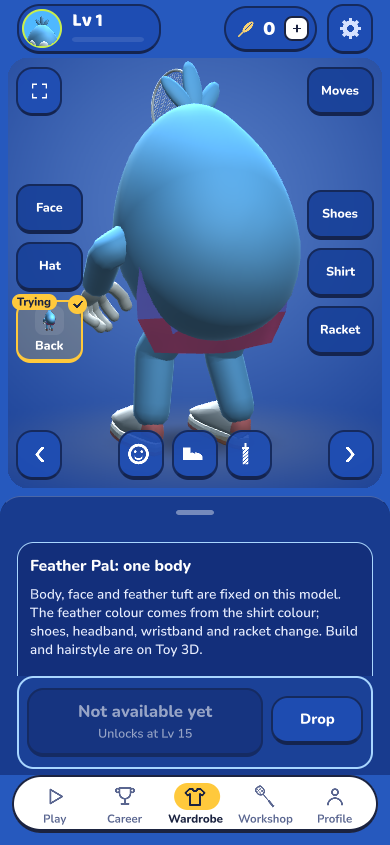 Lv 1
0
+
Moves
Face
Shoes
Hat
Shirt
Trying
Back
Racket
Feather Pal: one body
Body, face and feather tuft are fixed on this model.
The feather colour comes from the shirt colour;
shoes, headband, wristband and racket change. Build
and hairstyle are on Toy 3D.
Not available yet
Unlocks at Lv 15
Drop
Play
Career
Wardrobe
Workshop
Profile